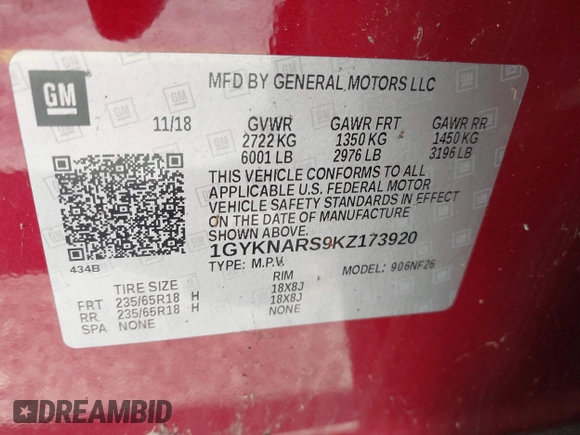 GM
MFD BY GENERAL MOTORS LLC
11/18 GVWR GAWR FRT GAWR RR
2722 KG 1350 KG 1450 KG
6001 LB 2976 LB 3196 LB
THIS VEHICLE CONFORMS TO ALL
APPLICABLE U.S. FEDERAL MOTOR
VEHICLE SAFETY STANDARDS IN EFFECT
ON THE DATE OF MANUFACTURE
SHOWN ABOVE.
1GYKNARS9KZ173920
TYPE: M.P.V. MODEL: 906NF26
434B
TIRE SIZE RIM
FRT 235/65R18 H 18X8J
RR. 235/65R18 H 18X8J
SPA NONE NONE
DREAMBID